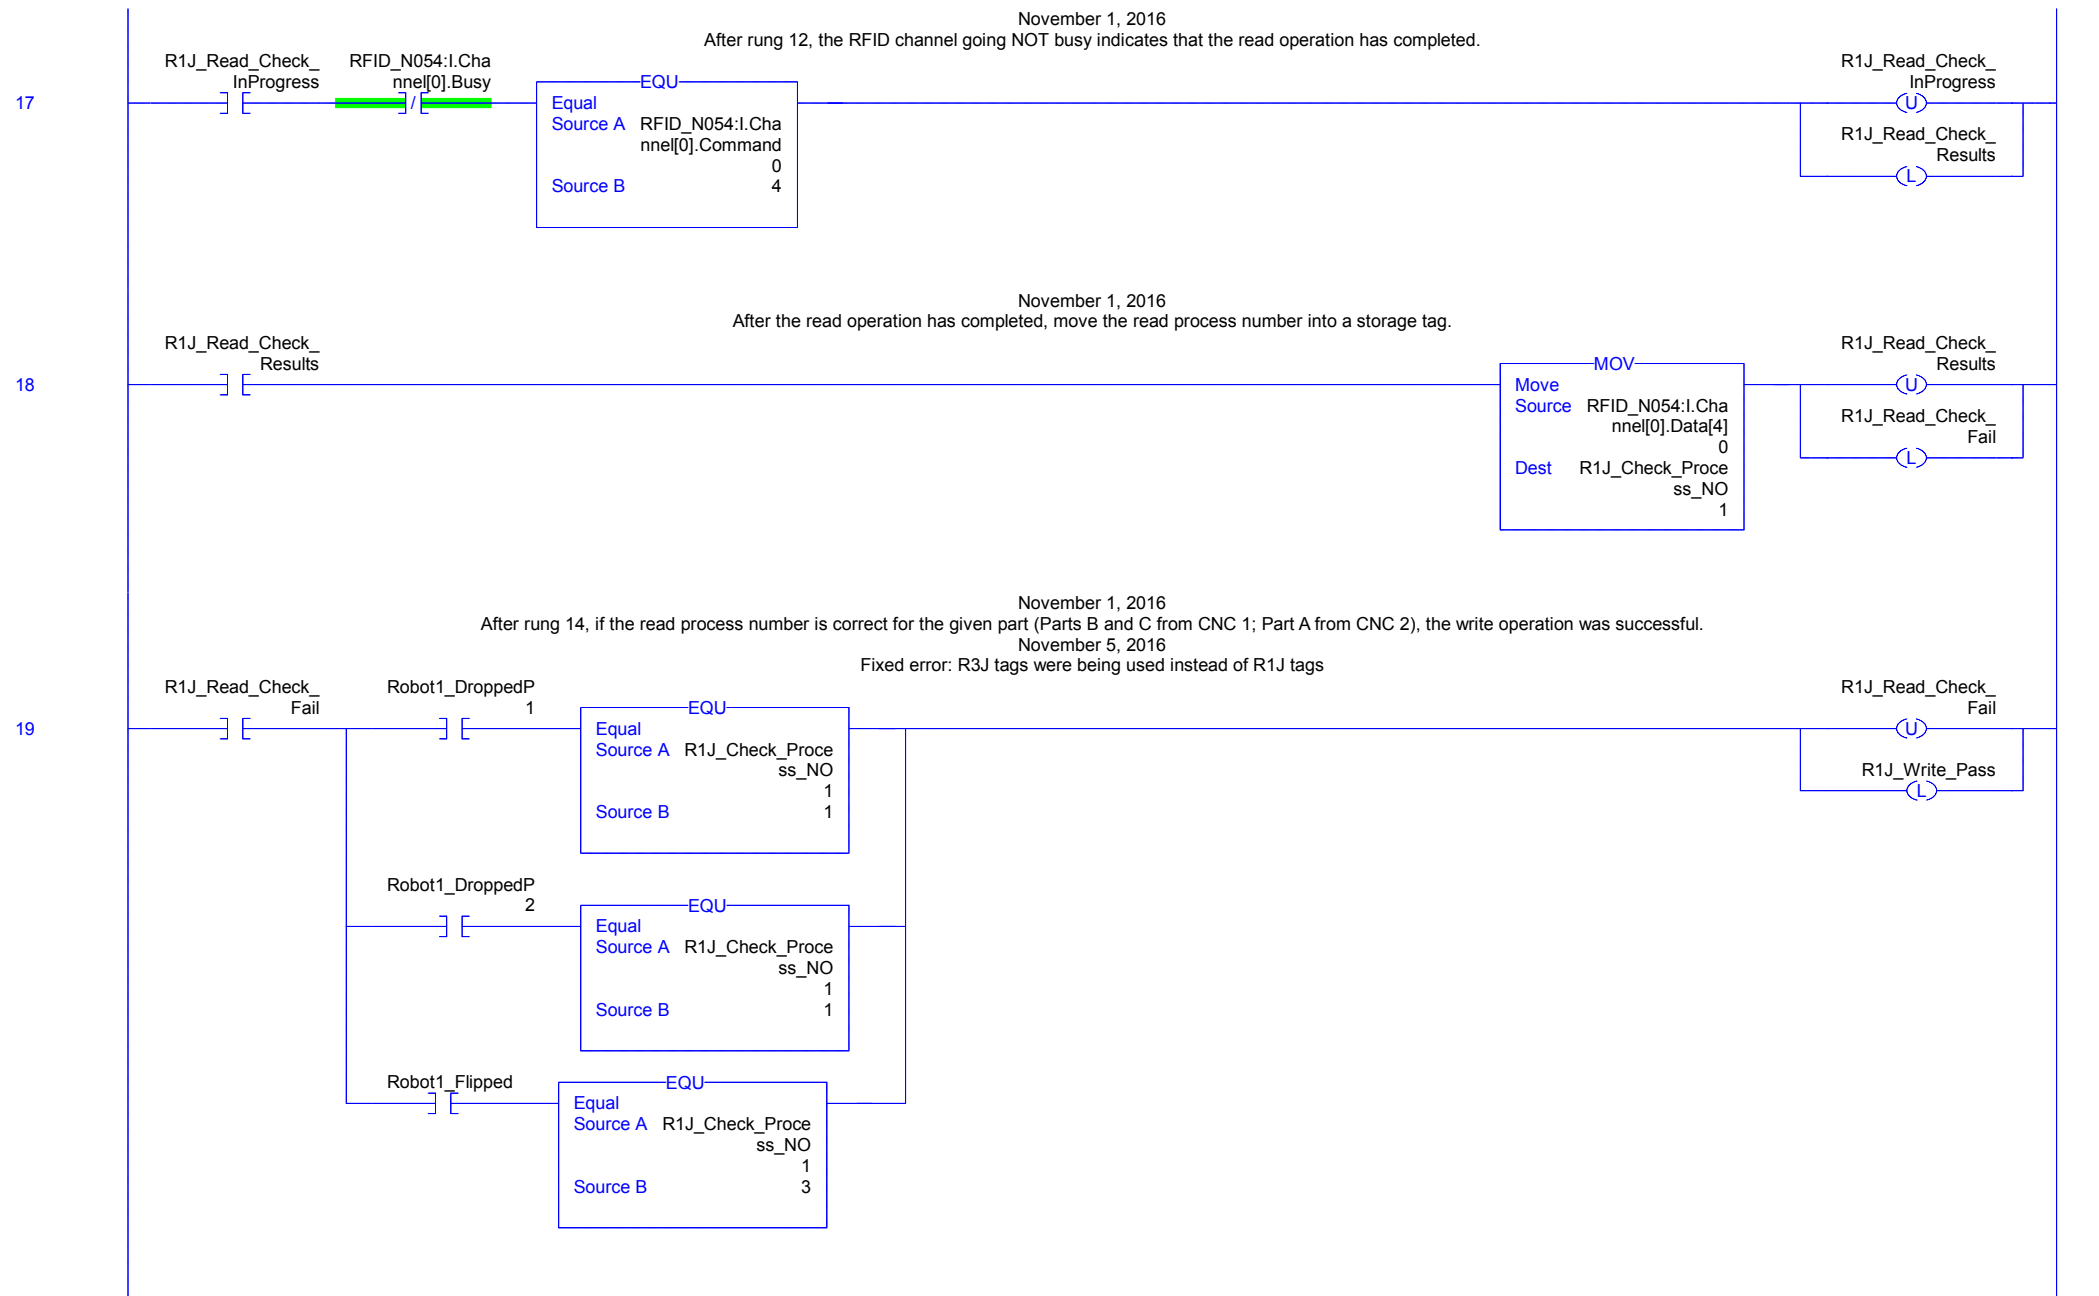 November 1, 2016
After rung 12, the RFID channel going NOT busy indicates that the read operation has completed.
R1J_Read_Check_
InProgress
RFID_N054:I.Cha
nnel[0].Busy
/
EQU
Equal
Source A RFID_N054:I.Cha
nnel[0].Command
0
Source B 4
R1J_Read_Check_
InProgress
U
R1J_Read_Check_
Results
L
17
November 1, 2016
After the read operation has completed, move the read process number into a storage tag.
R1J_Read_Check_
Results
MOV
Move
Source RFID_N054:I.Cha
nnel[0].Data[4]
0
Dest R1J_Check_Proce
ss_NO
1
R1J_Read_Check_
Results
U
R1J_Read_Check_
Fail
L
18
November 1, 2016
After rung 14, if the read process number is correct for the given part (Parts B and C from CNC 1; Part A from CNC 2), the write operation was successful.
November 5, 2016
Fixed error: R3J tags were being used instead of R1J tags
R1J_Read_Check_
Fail
Robot1_DroppedP
1
EQU
Equal
Source A R1J_Check_Proce
ss_NO
1
Source B 1
R1J_Read_Check_
Fail
U
R1J_Write_Pass
L
19
Robot1_DroppedP
2
EQU
Equal
Source A R1J_Check_Proce
ss_NO
1
Source B 1
Robot1_Flipped
EQU
Equal
Source A R1J_Check_Proce
ss_NO
1
Source B 3